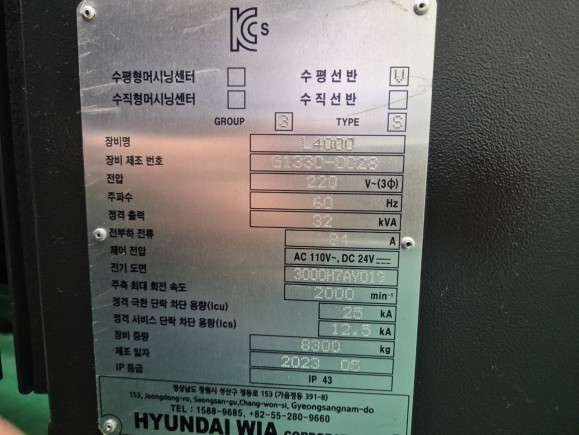 KCs
수평형머시닝센터 수평선반 V
수직형머시닝센터 수직선반
GROUP 3 TYPE S
장비명 L4000
장비 제조 번호 G1330-0028
전압 220 V~(3Φ)
주파수 60 Hz
정격 출력 32 kVA
전부하 전류 84 A
제어 전압 AC 110V~, DC 24V
전기 도면 3000H7AY019
주축 최대 회전 속도 2000 min⁻¹
정격 극한 단락 차단 용량(Icu) 25 kA
정격 서비스 단락 차단 용량(Ics) 12.5 kA
장비 중량 8300 kg
제조 일자 2023 05
IP 등급 IP 43
경상남도 창원시 성산구 정동로 153 (가음정동 391-8)
153, Jeongdong-ro, Seongsan-gu,Chang-won-si, Gyeongsangnam-do
TEL : 1588-9685, +82-55-280-9660
HYUNDAI WIA